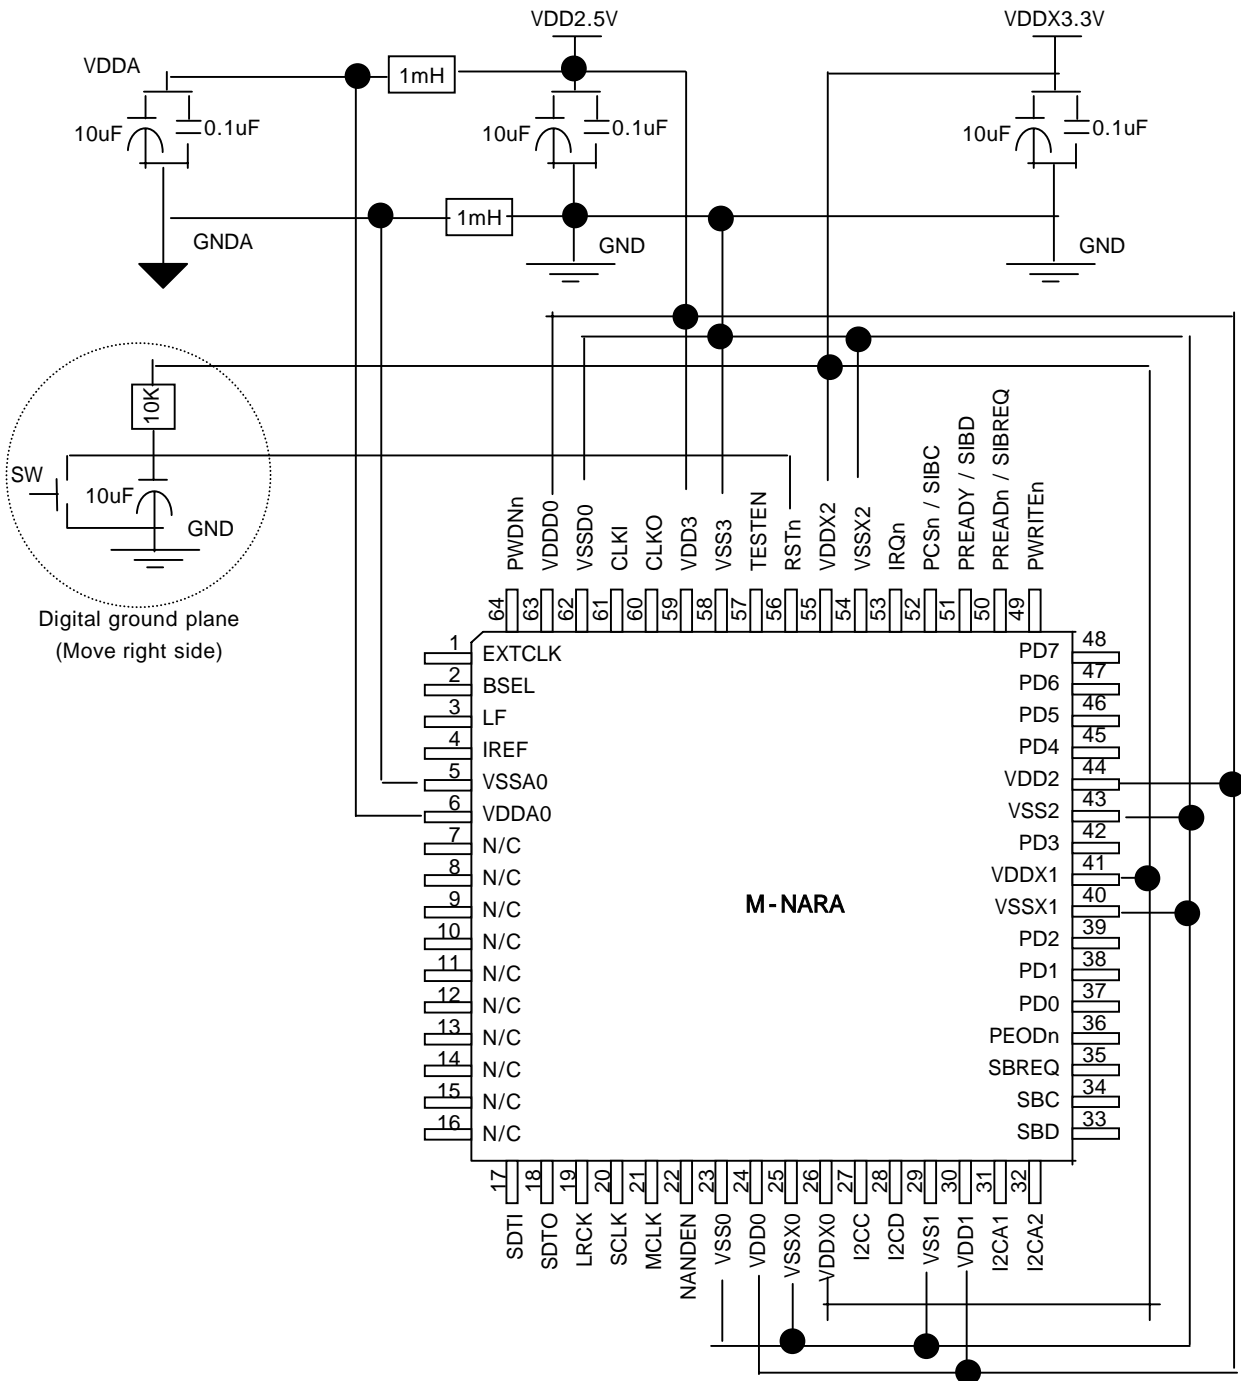 VDD2.5V
VDDX3.3V
VDDA
1mH
10uF
0.1uF
10uF
0.1uF
10uF
0.1uF
1mH
GNDA
GND
GND
10K
SW
10uF
GND
Digital ground plane
(Move right side)
PWDNn
VDDD0
VSSD0
CLKI
CLKO
VDD3
VSS3
TESTEN
RSTn
VDDX2
VSSX2
IRQn
PCSn / SIBC
PREADY / SIBD
PREADn / SIBREQ
PWRITEn
64
63
62
61
60
59
58
57
56
55
54
53
52
51
50
49
1 EXTCLK
2 BSEL
3 LF
4 IREF
5 VSSA0
6 VDDA0
7 N/C
8 N/C
9 N/C
10 N/C
11 N/C
12 N/C
13 N/C
14 N/C
15 N/C
16 N/C
M-NARA
PD7 48
PD6 47
PD5 46
PD4 45
VDD2 44
VSS2 43
PD3 42
VDDX1 41
VSSX1 40
PD2 39
PD1 38
PD0 37
PEODn 36
SBREQ 35
SBC 34
SBD 33
17
18
19
20
21
22
23
24
25
26
27
28
29
30
31
32
SDTI
SDTO
LRCK
SCLK
MCLK
NANDEN
VSS0
VDD0
VSSX0
VDDX0
I2CC
I2CD
VSS1
VDD1
I2CA1
I2CA2